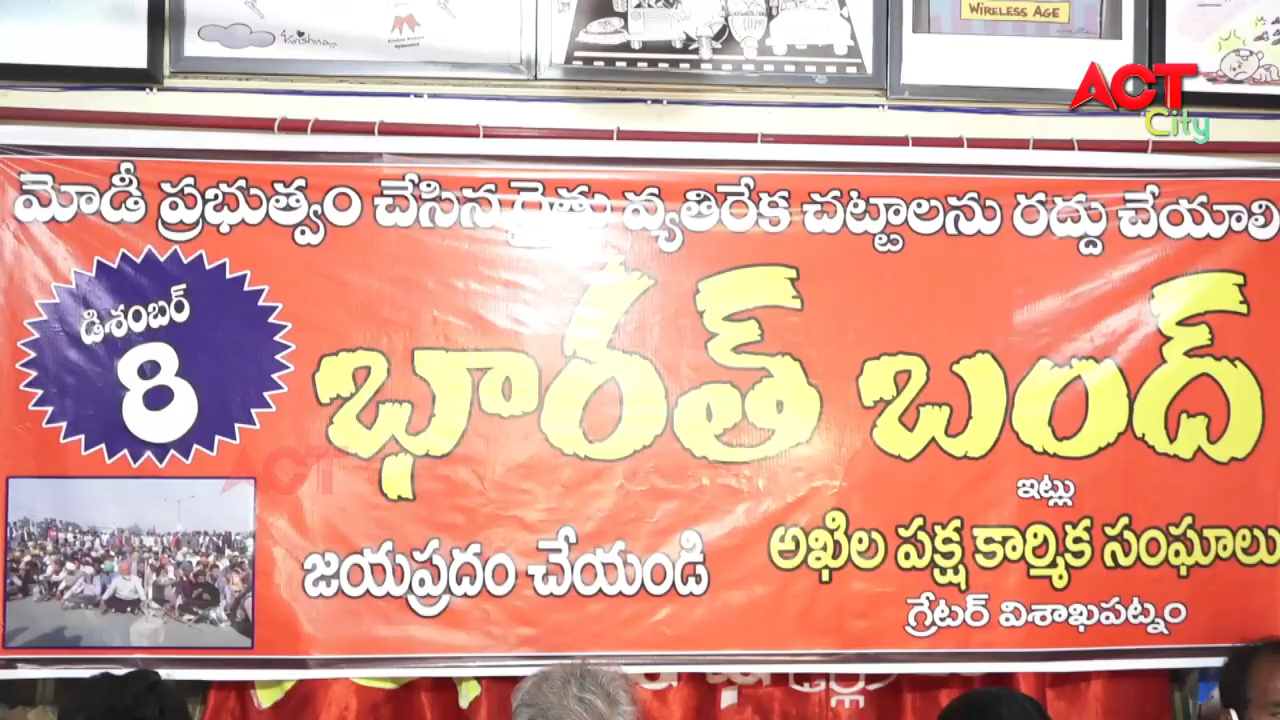 Krishna
WIRELESS AGE
ACT
City
మోడీ ప్రభుత్వం చేసిన రైతు వ్యతిరేక చట్టాలను రద్దు చేయాలి
డిశంబర్
8
భారత్ బంద్
ఇట్లు
జయప్రదం చేయండి
అఖిల పక్ష కార్మిక సంఘాలు
గ్రేటర్ విశాఖపట్నం